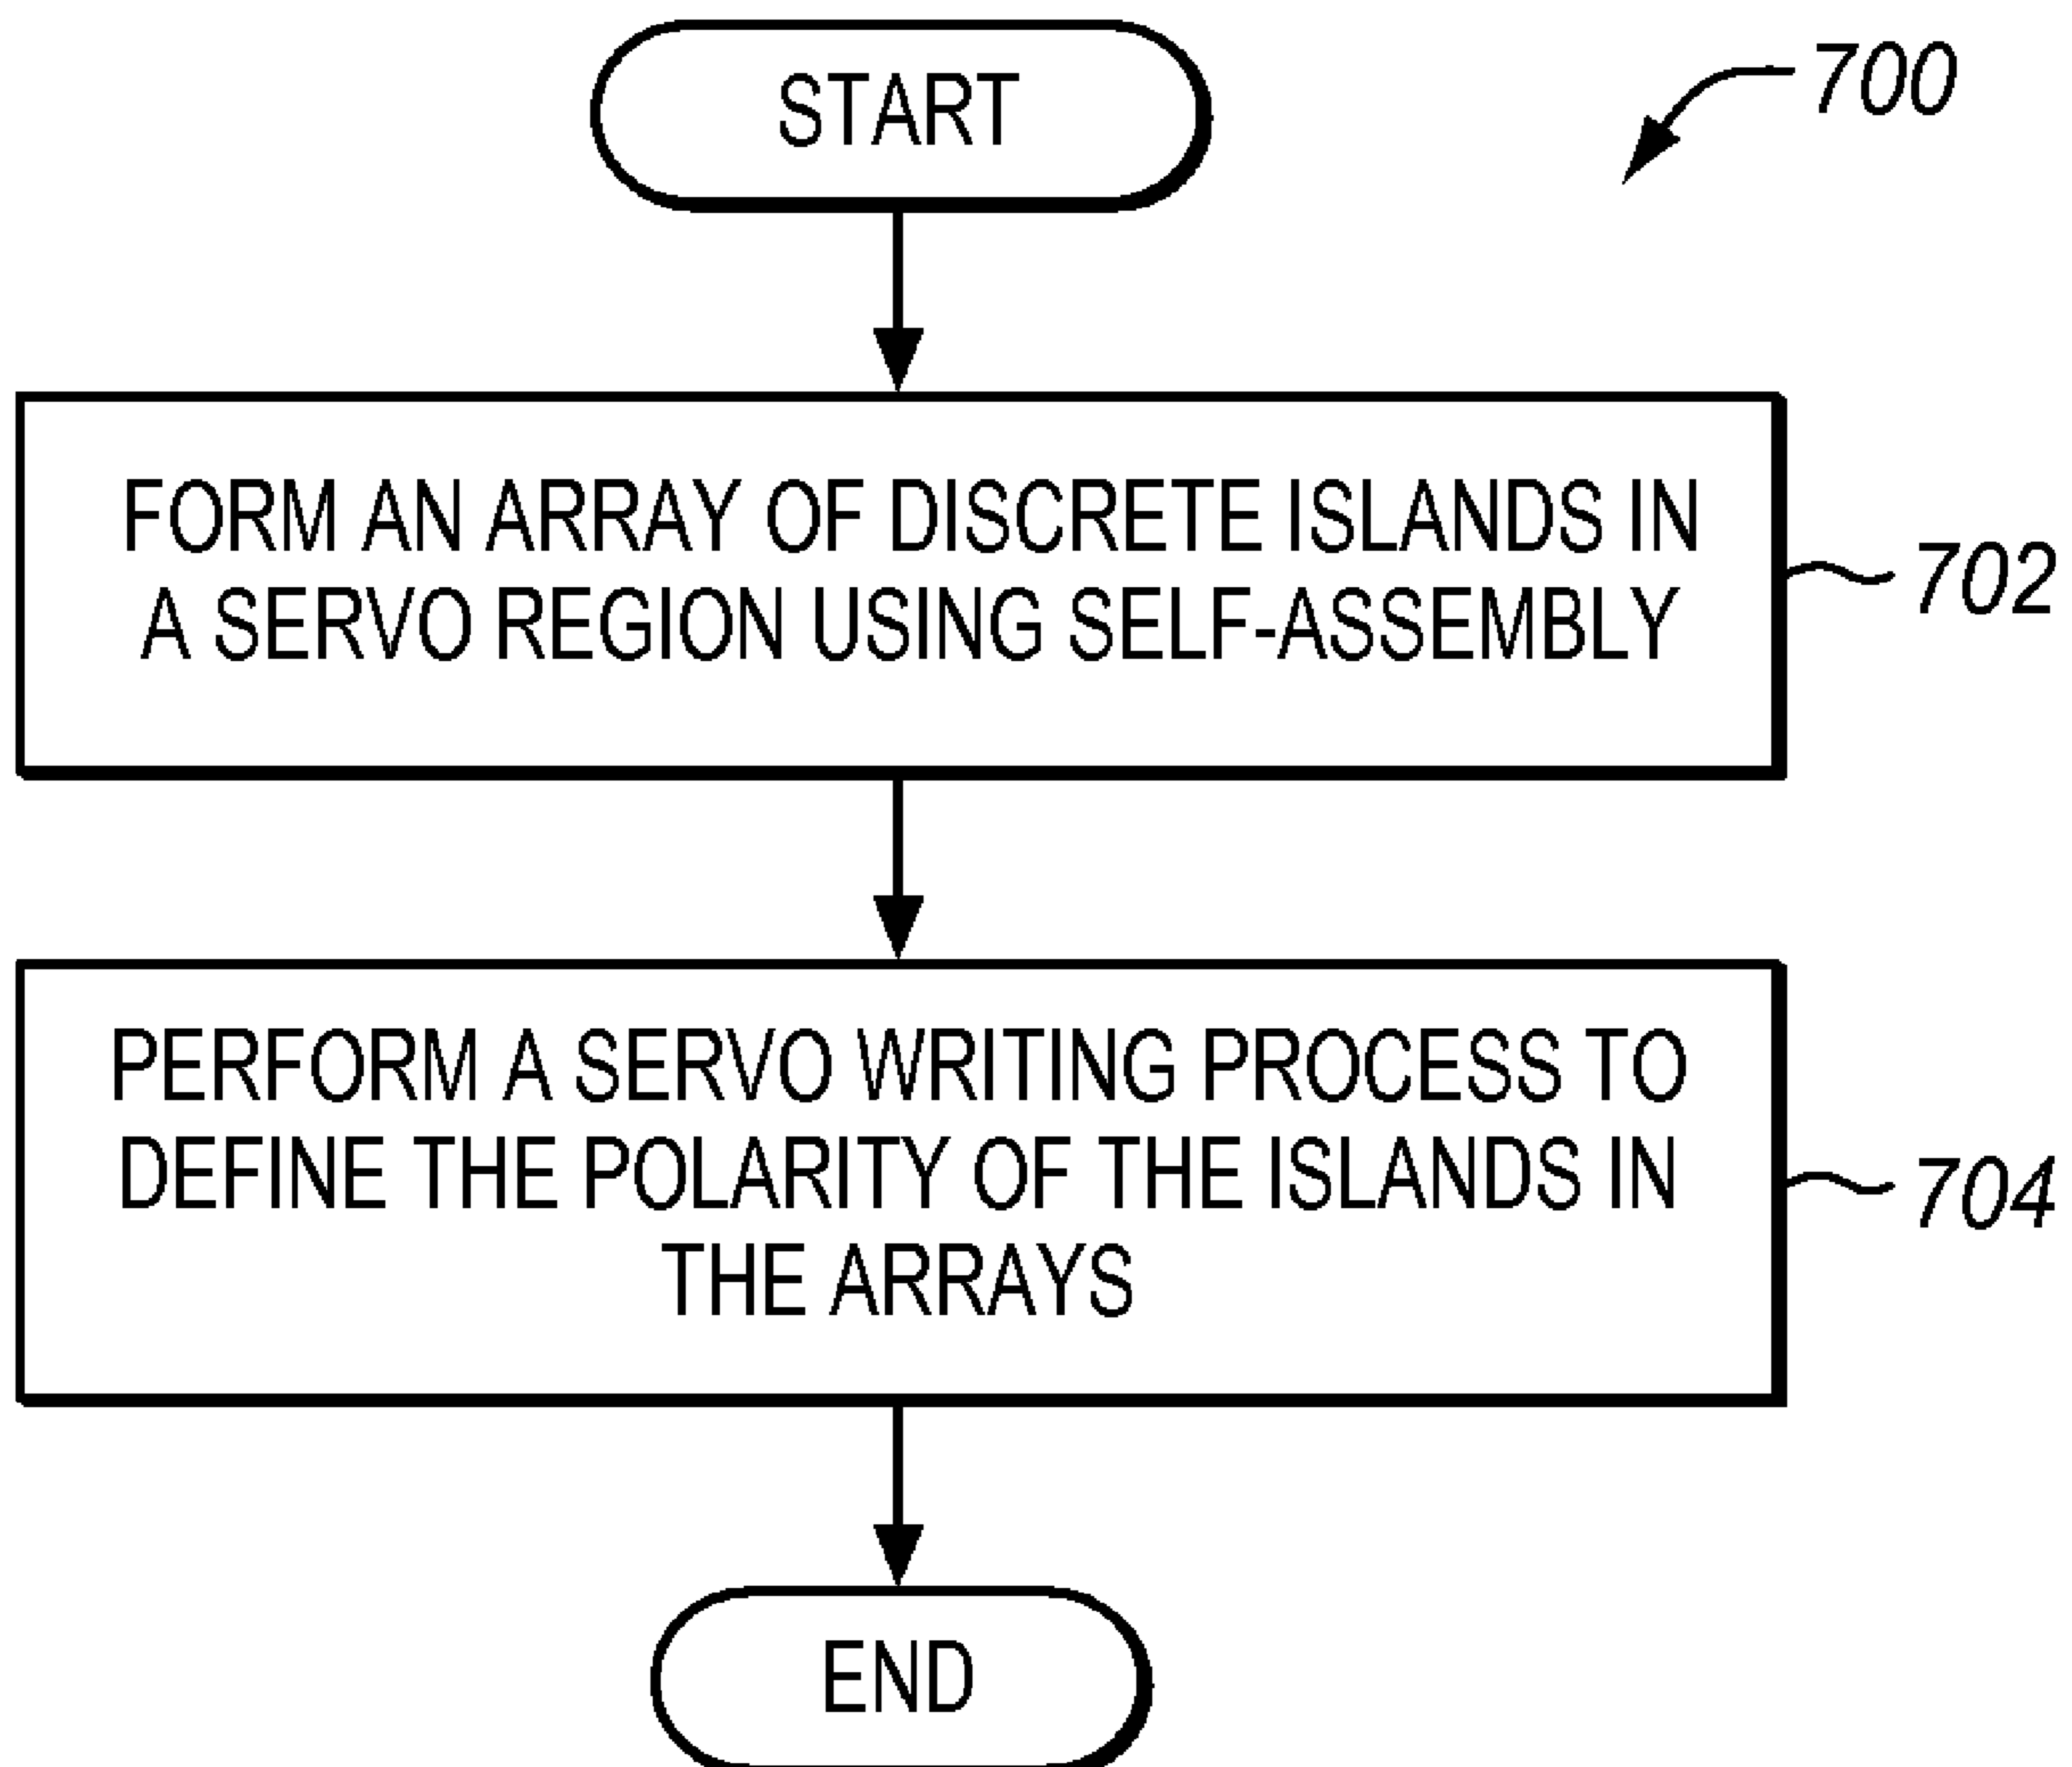 START
700
FORM AN ARRAY OF DISCRETE ISLANDS IN
A SERVO REGION USING SELF-ASSEMBLY
702
PERFORM A SERVO WRITING PROCESS TO
DEFINE THE POLARITY OF THE ISLANDS IN
THE ARRAYS
704
END